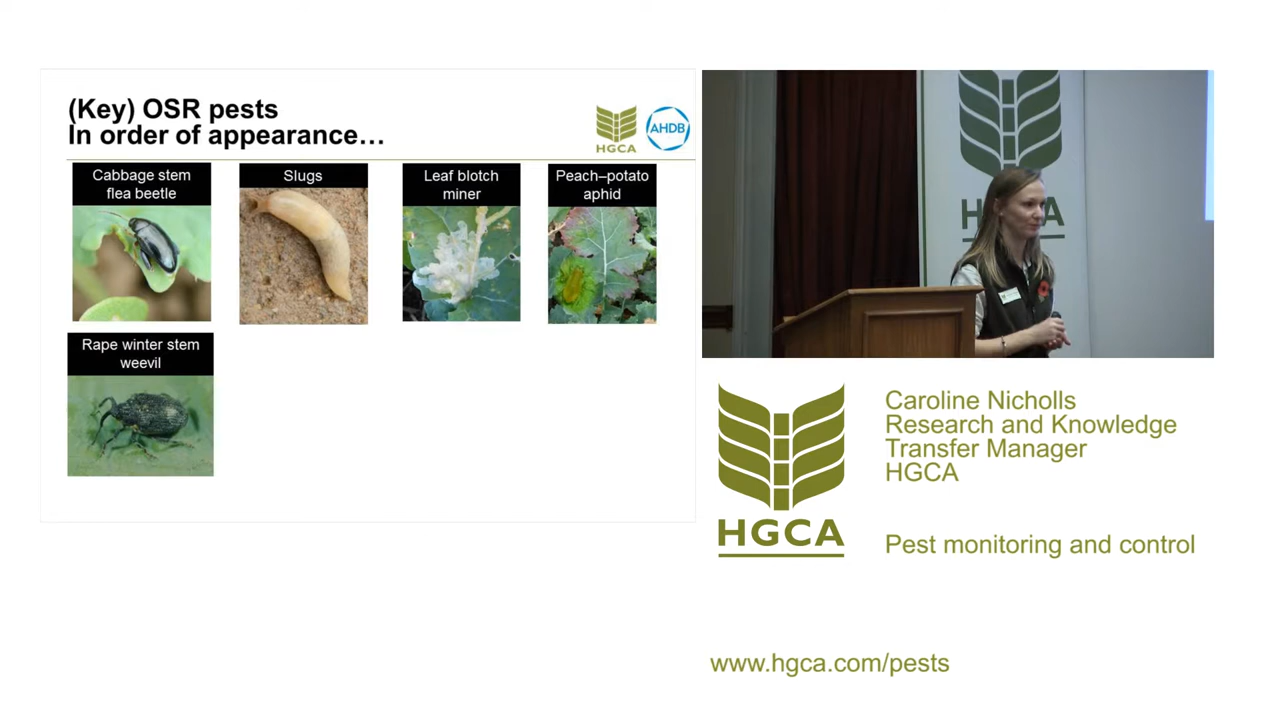 (Key) OSR pests
In order of appearance…
HGCA
AHDB
Cabbage stem
flea beetle
Slugs
Leaf blotch
miner
Peach–potato
aphid
Rape winter stem
weevil
Caroline Nicholls
Research and Knowledge
Transfer Manager
HGCA
HGCA
Pest monitoring and control
www.hgca.com/pests